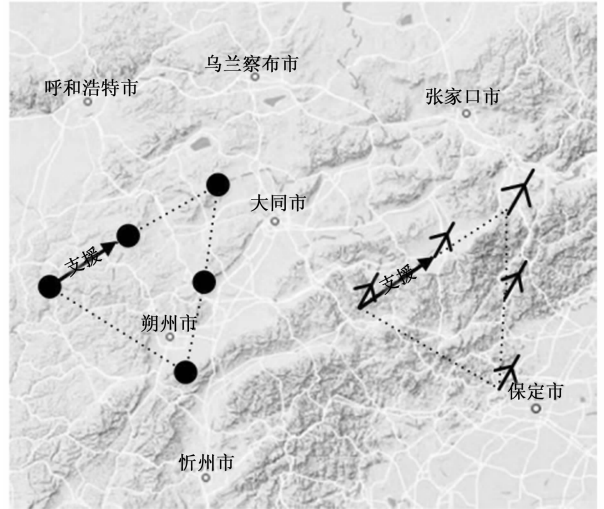 乌兰察布市
呼和浩特市
张家口市
大同市
支援
支援
朔州市
保定市
忻州市